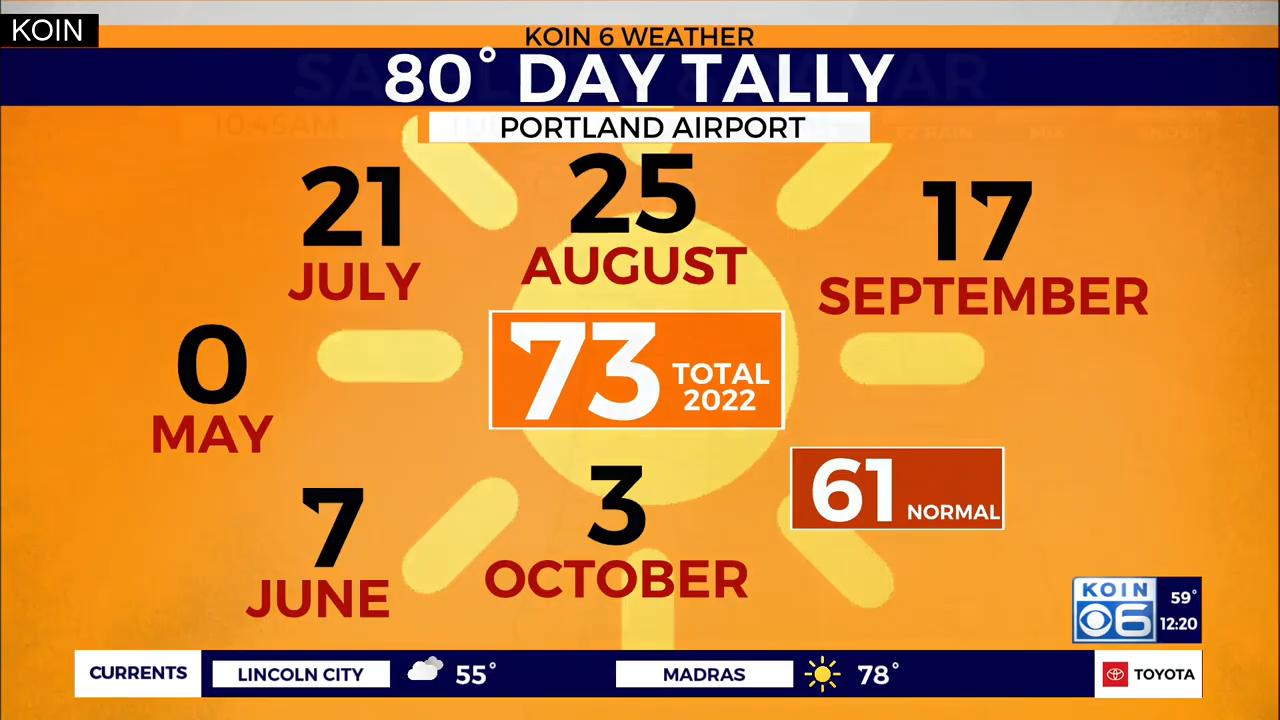 KOIN
KOIN 6 WEATHER
80° DAY TALLY
PORTLAND AIRPORT
21
JULY
25
AUGUST
17
SEPTEMBER
0
MAY
73 TOTAL
2022
61 NORMAL
7
JUNE
3
OCTOBER
KOIN
6
59°
12:20
CURRENTS
LINCOLN CITY
55°
MADRAS
78°
TOYOTA